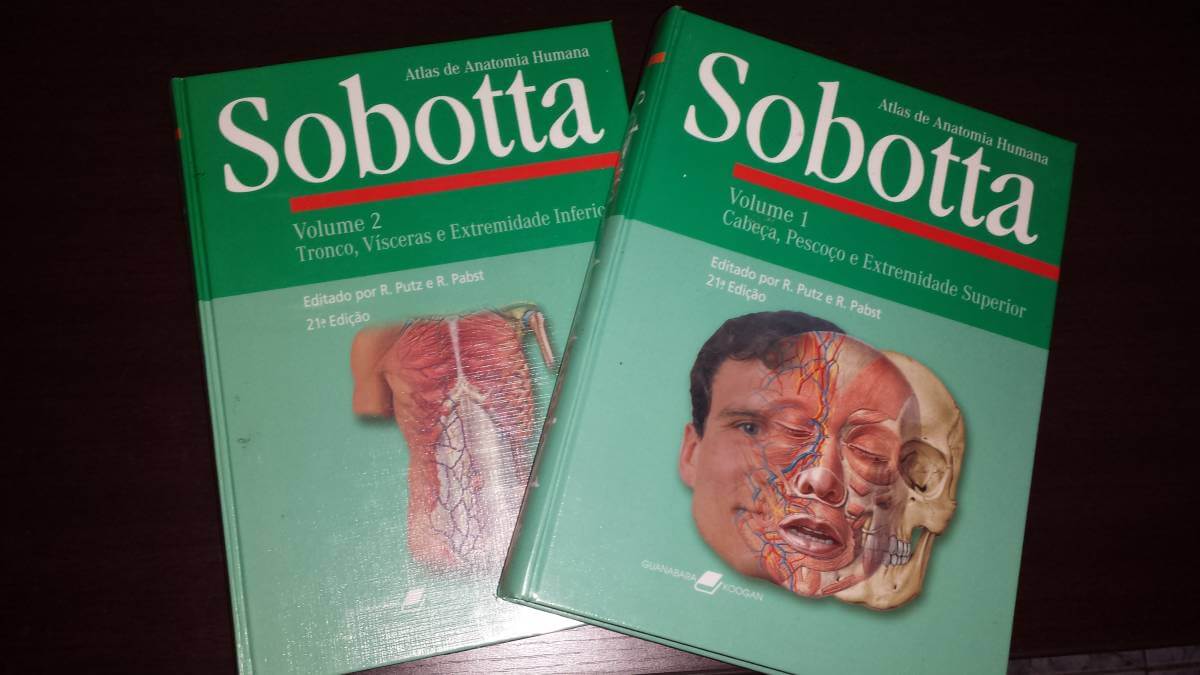 Atlas de Anatomia Humana
Sobotta
Volume 2
Tronco, Vísceras e Extremidade Inferio
Editado por R. Putz e R. Pabst
21ª Edição
Atlas de Anatomia Humana
Sobotta
Volume 1
Cabeça, Pescoço e Extremidade Superior
Editado por R. Putz e R. Pabst
21ª Edição
GUANABARA
KOOGAN